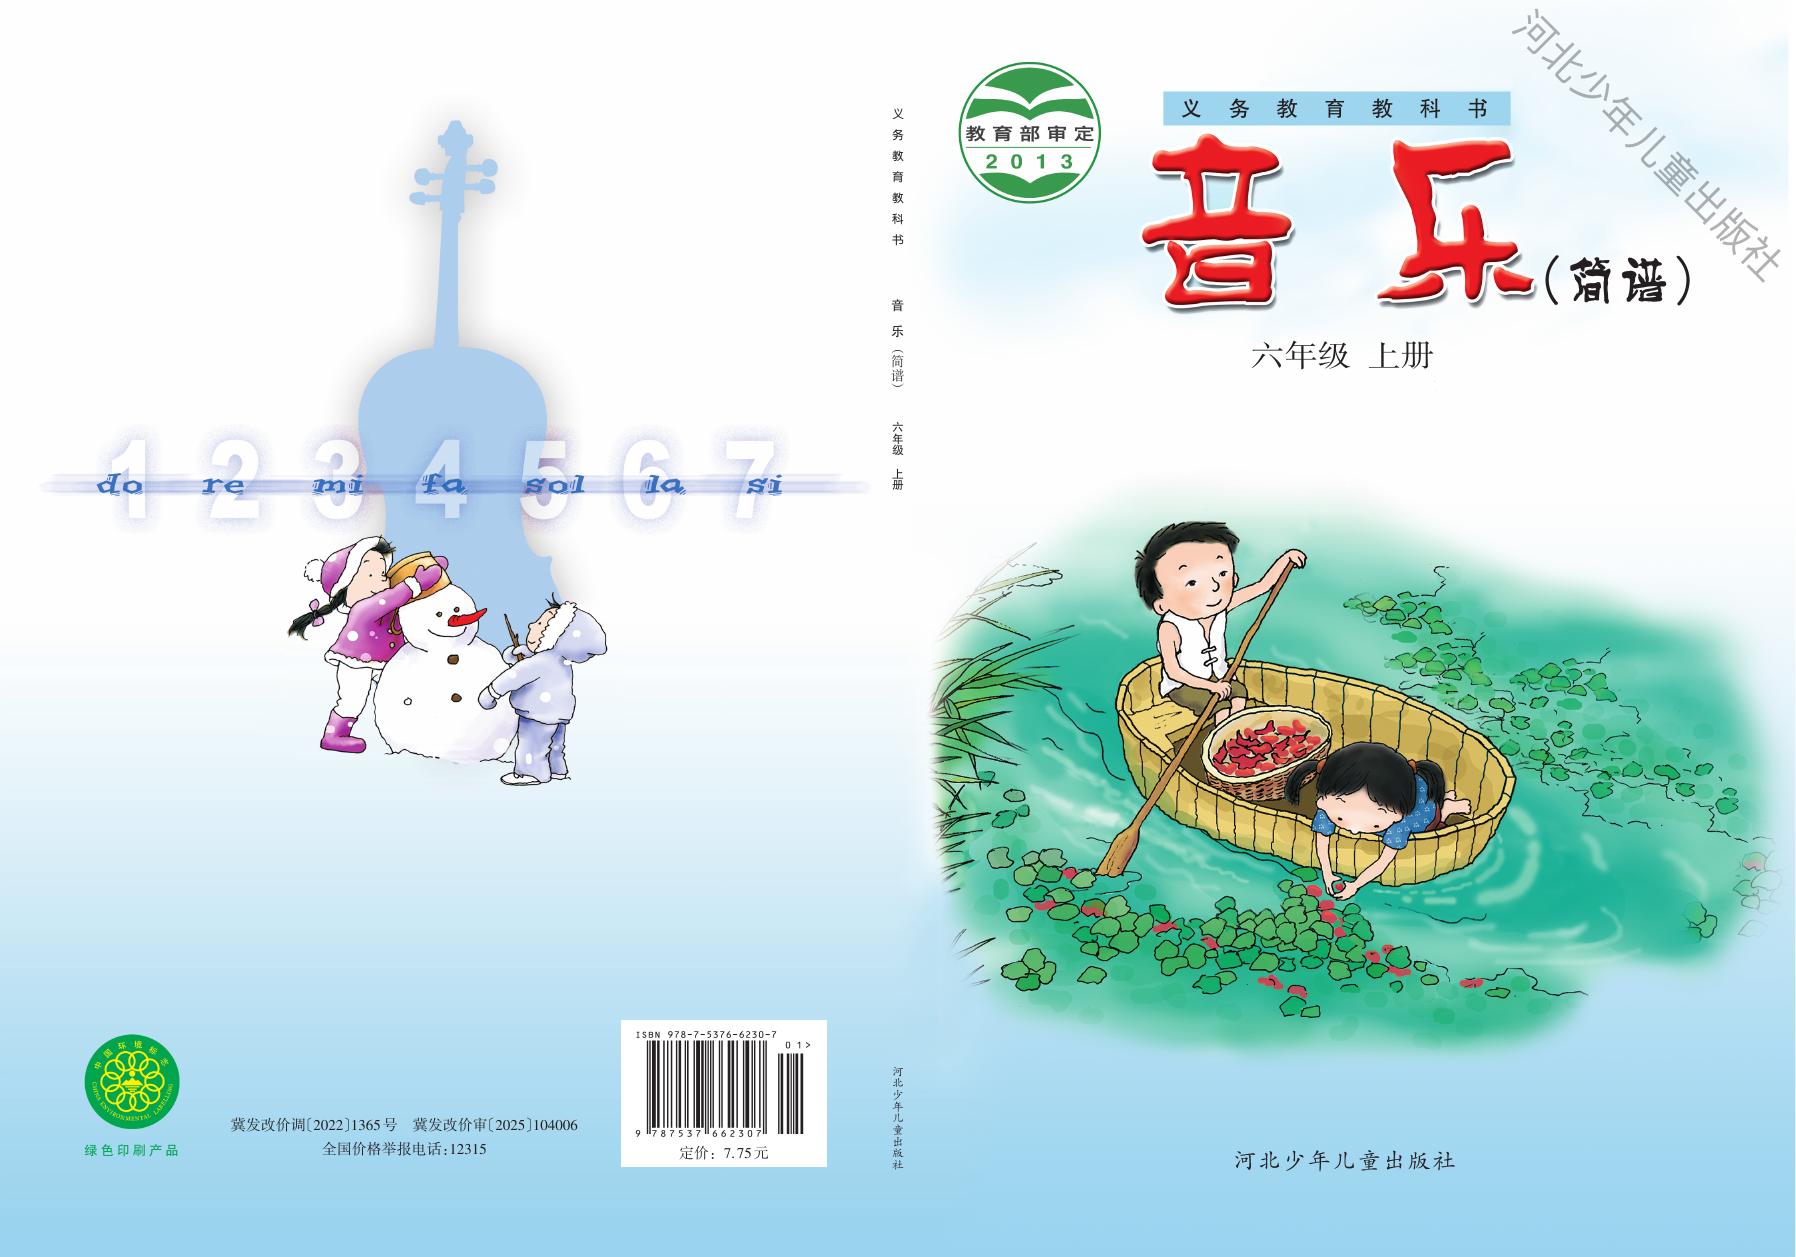 1 2 3 4 5 6 7
do re mi fa sol la si
中国环境标志
CHINA ENVIRONMENTAL LABELLING
绿色印刷产品
冀发改价调〔2022〕1365号 冀发改价审〔2025〕104006
全国价格举报电话:12315
ISBN 978-7-5376-6230-7
01>
9 787537 662307
定价: 7.75元
义务教育教科书 音乐(简谱) 六年级 上册 河北少年儿童出版社
教育部审定
2013
义务教育教科书
音乐(简谱)
六年级 上册
河北少年儿童出版社
河北少年儿童出版社